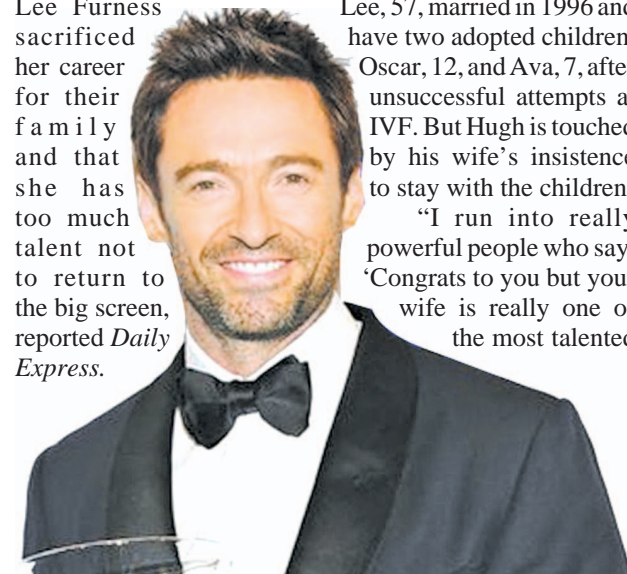 Lee Furness
sacrificed
her career
for their
family
and that
she has
too much
talent not
to return to
the big screen,
reported Daily
Express.
Lee, 57, married in 1996 and
have two adopted children
Oscar, 12, and Ava, 7, afte
unsuccessful attempts a
IVF. But Hugh is touched
by his wife's insistence
to stay with the children
"I run into really
powerful people who say
'Congrats to you but you
wife is really one o
the most talented